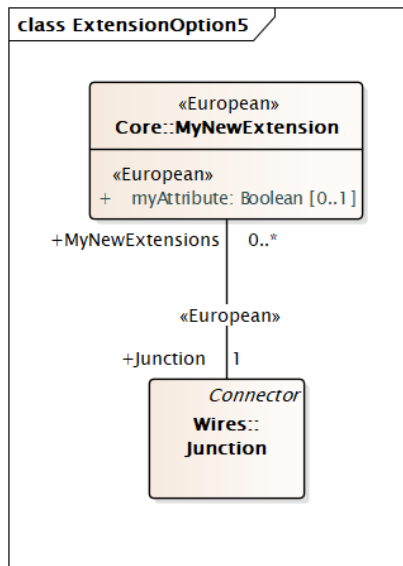 class ExtensionOption5
«European»
Core::MyNewExtension
«European»
+ myAttribute: Boolean [0..1]
+MyNewExtensions 0..*
«European»
+Junction 1
Connector
Wires::
Junction